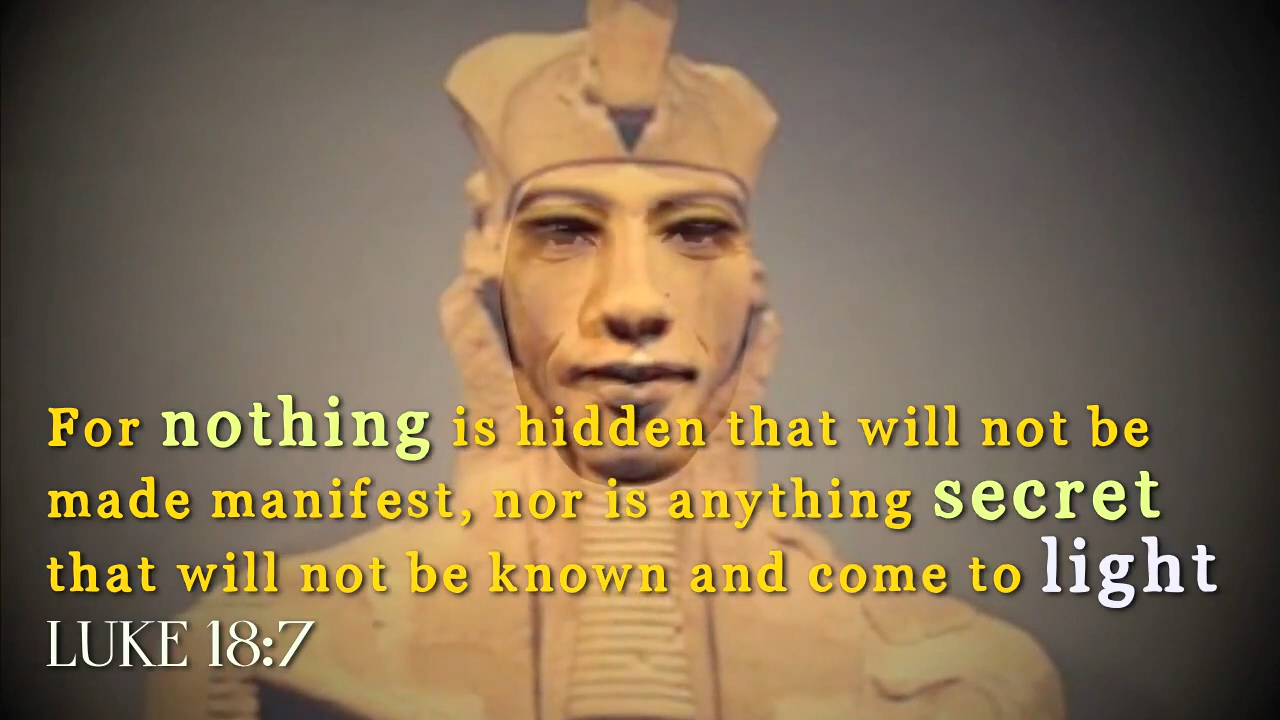 For nothing is hidden that will not be
made manifest, nor is anything secret
that will not be known and come to light
LUKE 18:7